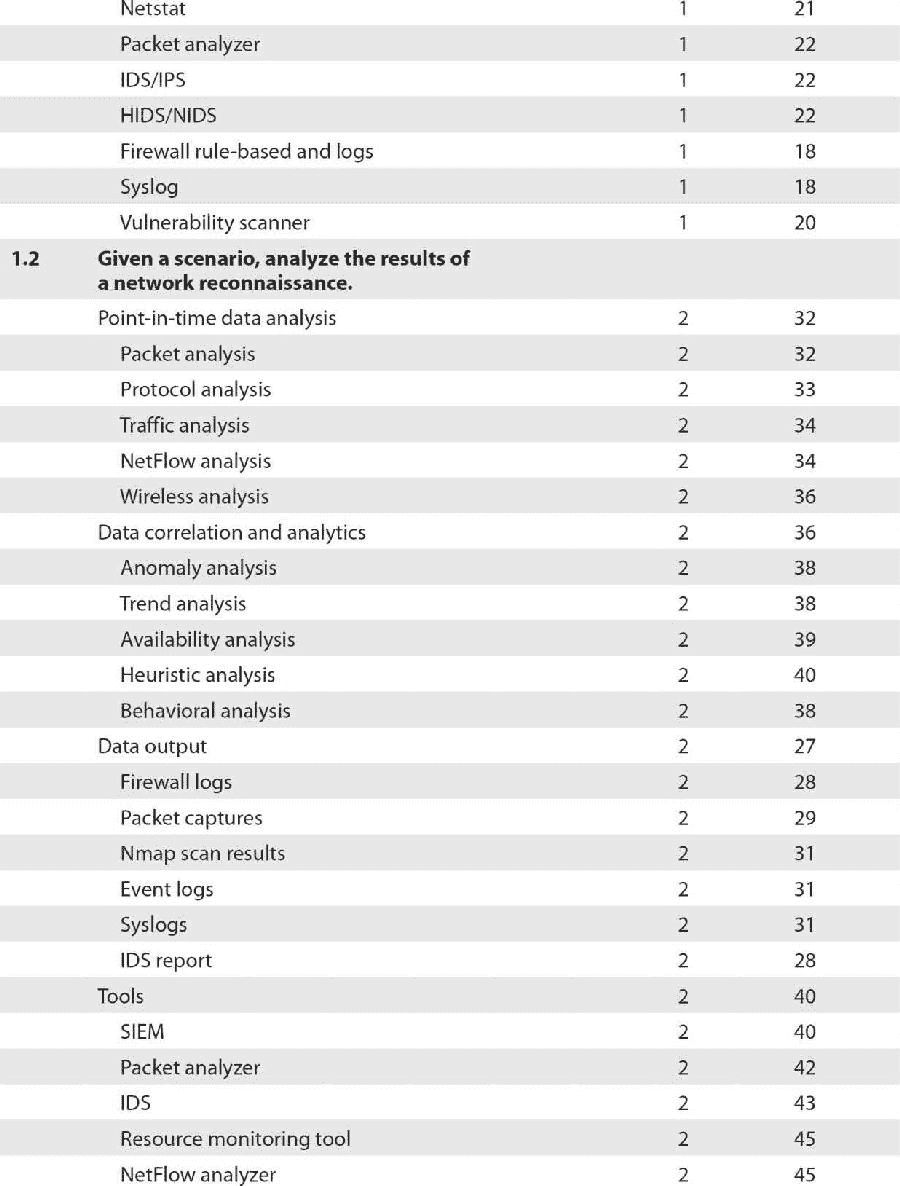 Netstat 1 21
Packet analyzer 1 22
IDS/IPS 1 22
HIDS/NIDS 1 22
Firewall rule-based and logs 1 18
Syslog 1 18
Vulnerability scanner 1 20
1.2 Given a scenario, analyze the results of
a network reconnaissance.
Point-in-time data analysis 2 32
Packet analysis 2 32
Protocol analysis 2 33
Traffic analysis 2 34
NetFlow analysis 2 34
Wireless analysis 2 36
Data correlation and analytics 2 36
Anomaly analysis 2 38
Trend analysis 2 38
Availability analysis 2 39
Heuristic analysis 2 40
Behavioral analysis 2 38
Data output 2 27
Firewall logs 2 28
Packet captures 2 29
Nmap scan results 2 31
Event logs 2 31
Syslogs 2 31
IDS report 2 28
Tools 2 40
SIEM 2 40
Packet analyzer 2 42
IDS 2 43
Resource monitoring tool 2 45
NetFlow analyzer 2 45